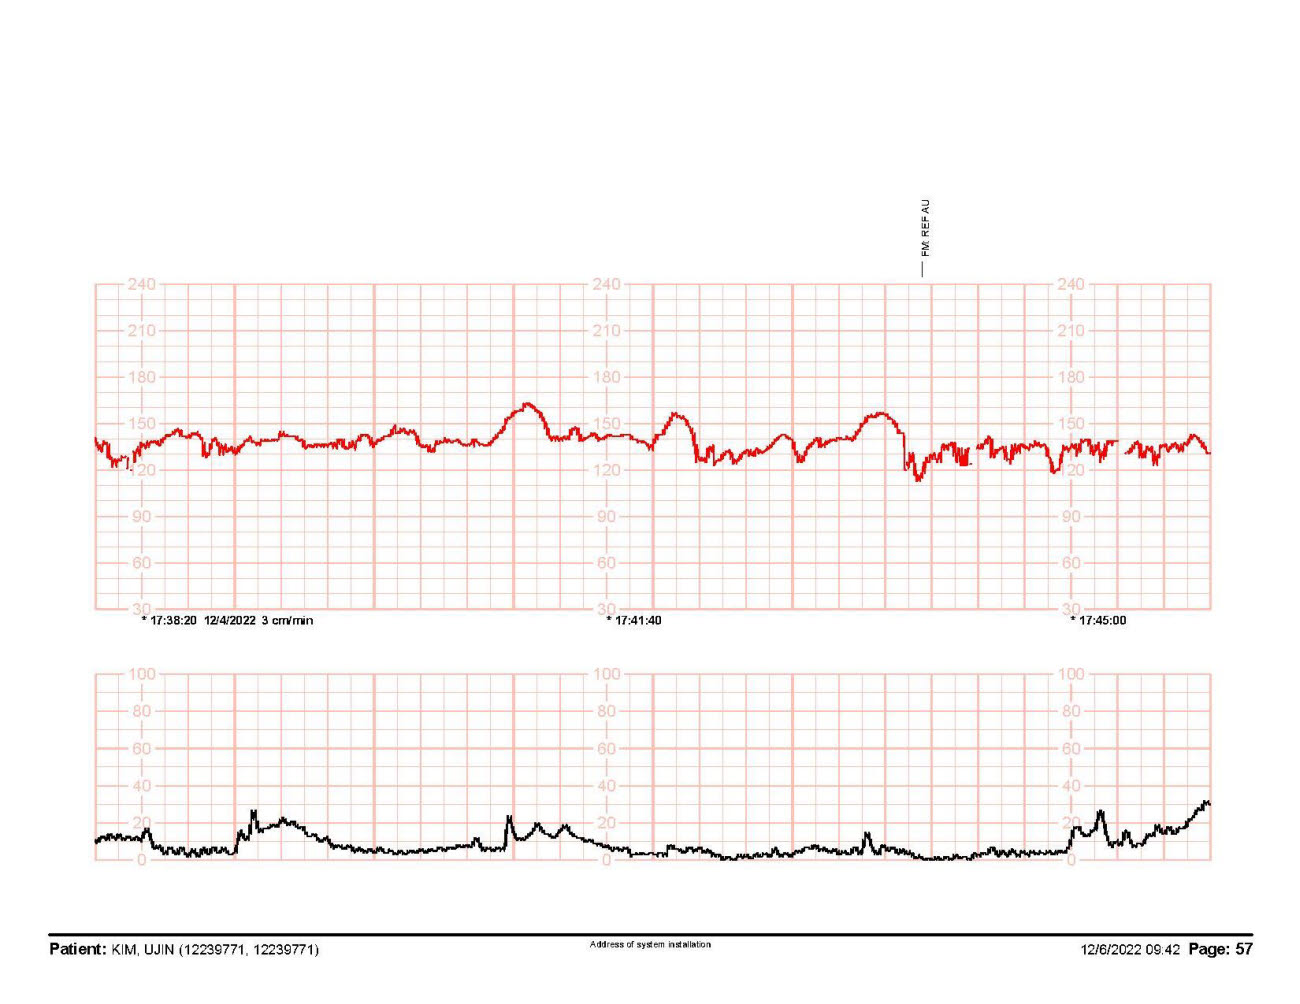 FM: REF AU
240 240 240
210 210 210
180 180 180
150 150 150
120 120 120
90 90 90
60 60 60
30 30 30
* 17:38:20 12/4/2022 3 cm/min * 17:41:40 * 17:45:00
100 100 100
80 80 80
60 60 60
40 40 40
20 20 20
0 0 0
Patient: KIM, UJIN (12239771, 12239771) Address of system installation 12/6/2022 09:42 Page: 57